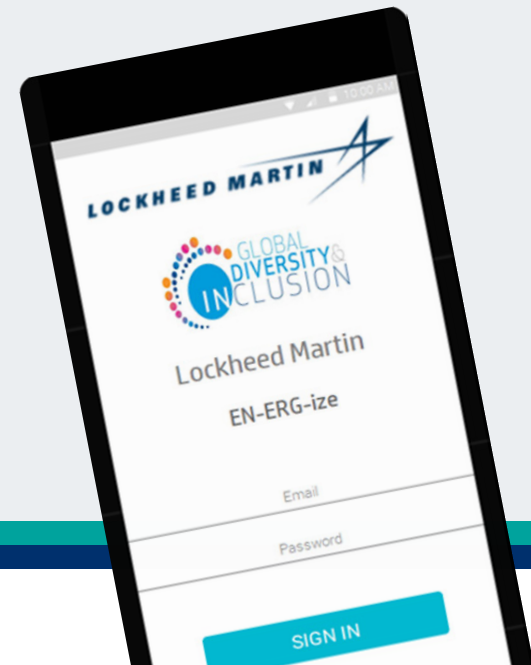 10:00 AM
LOCKHEED MARTIN
GLOBAL
DIVERSITY&
INCLUSION
Lockheed Martin
EN-ERG-ize
Email
Password
SIGN IN